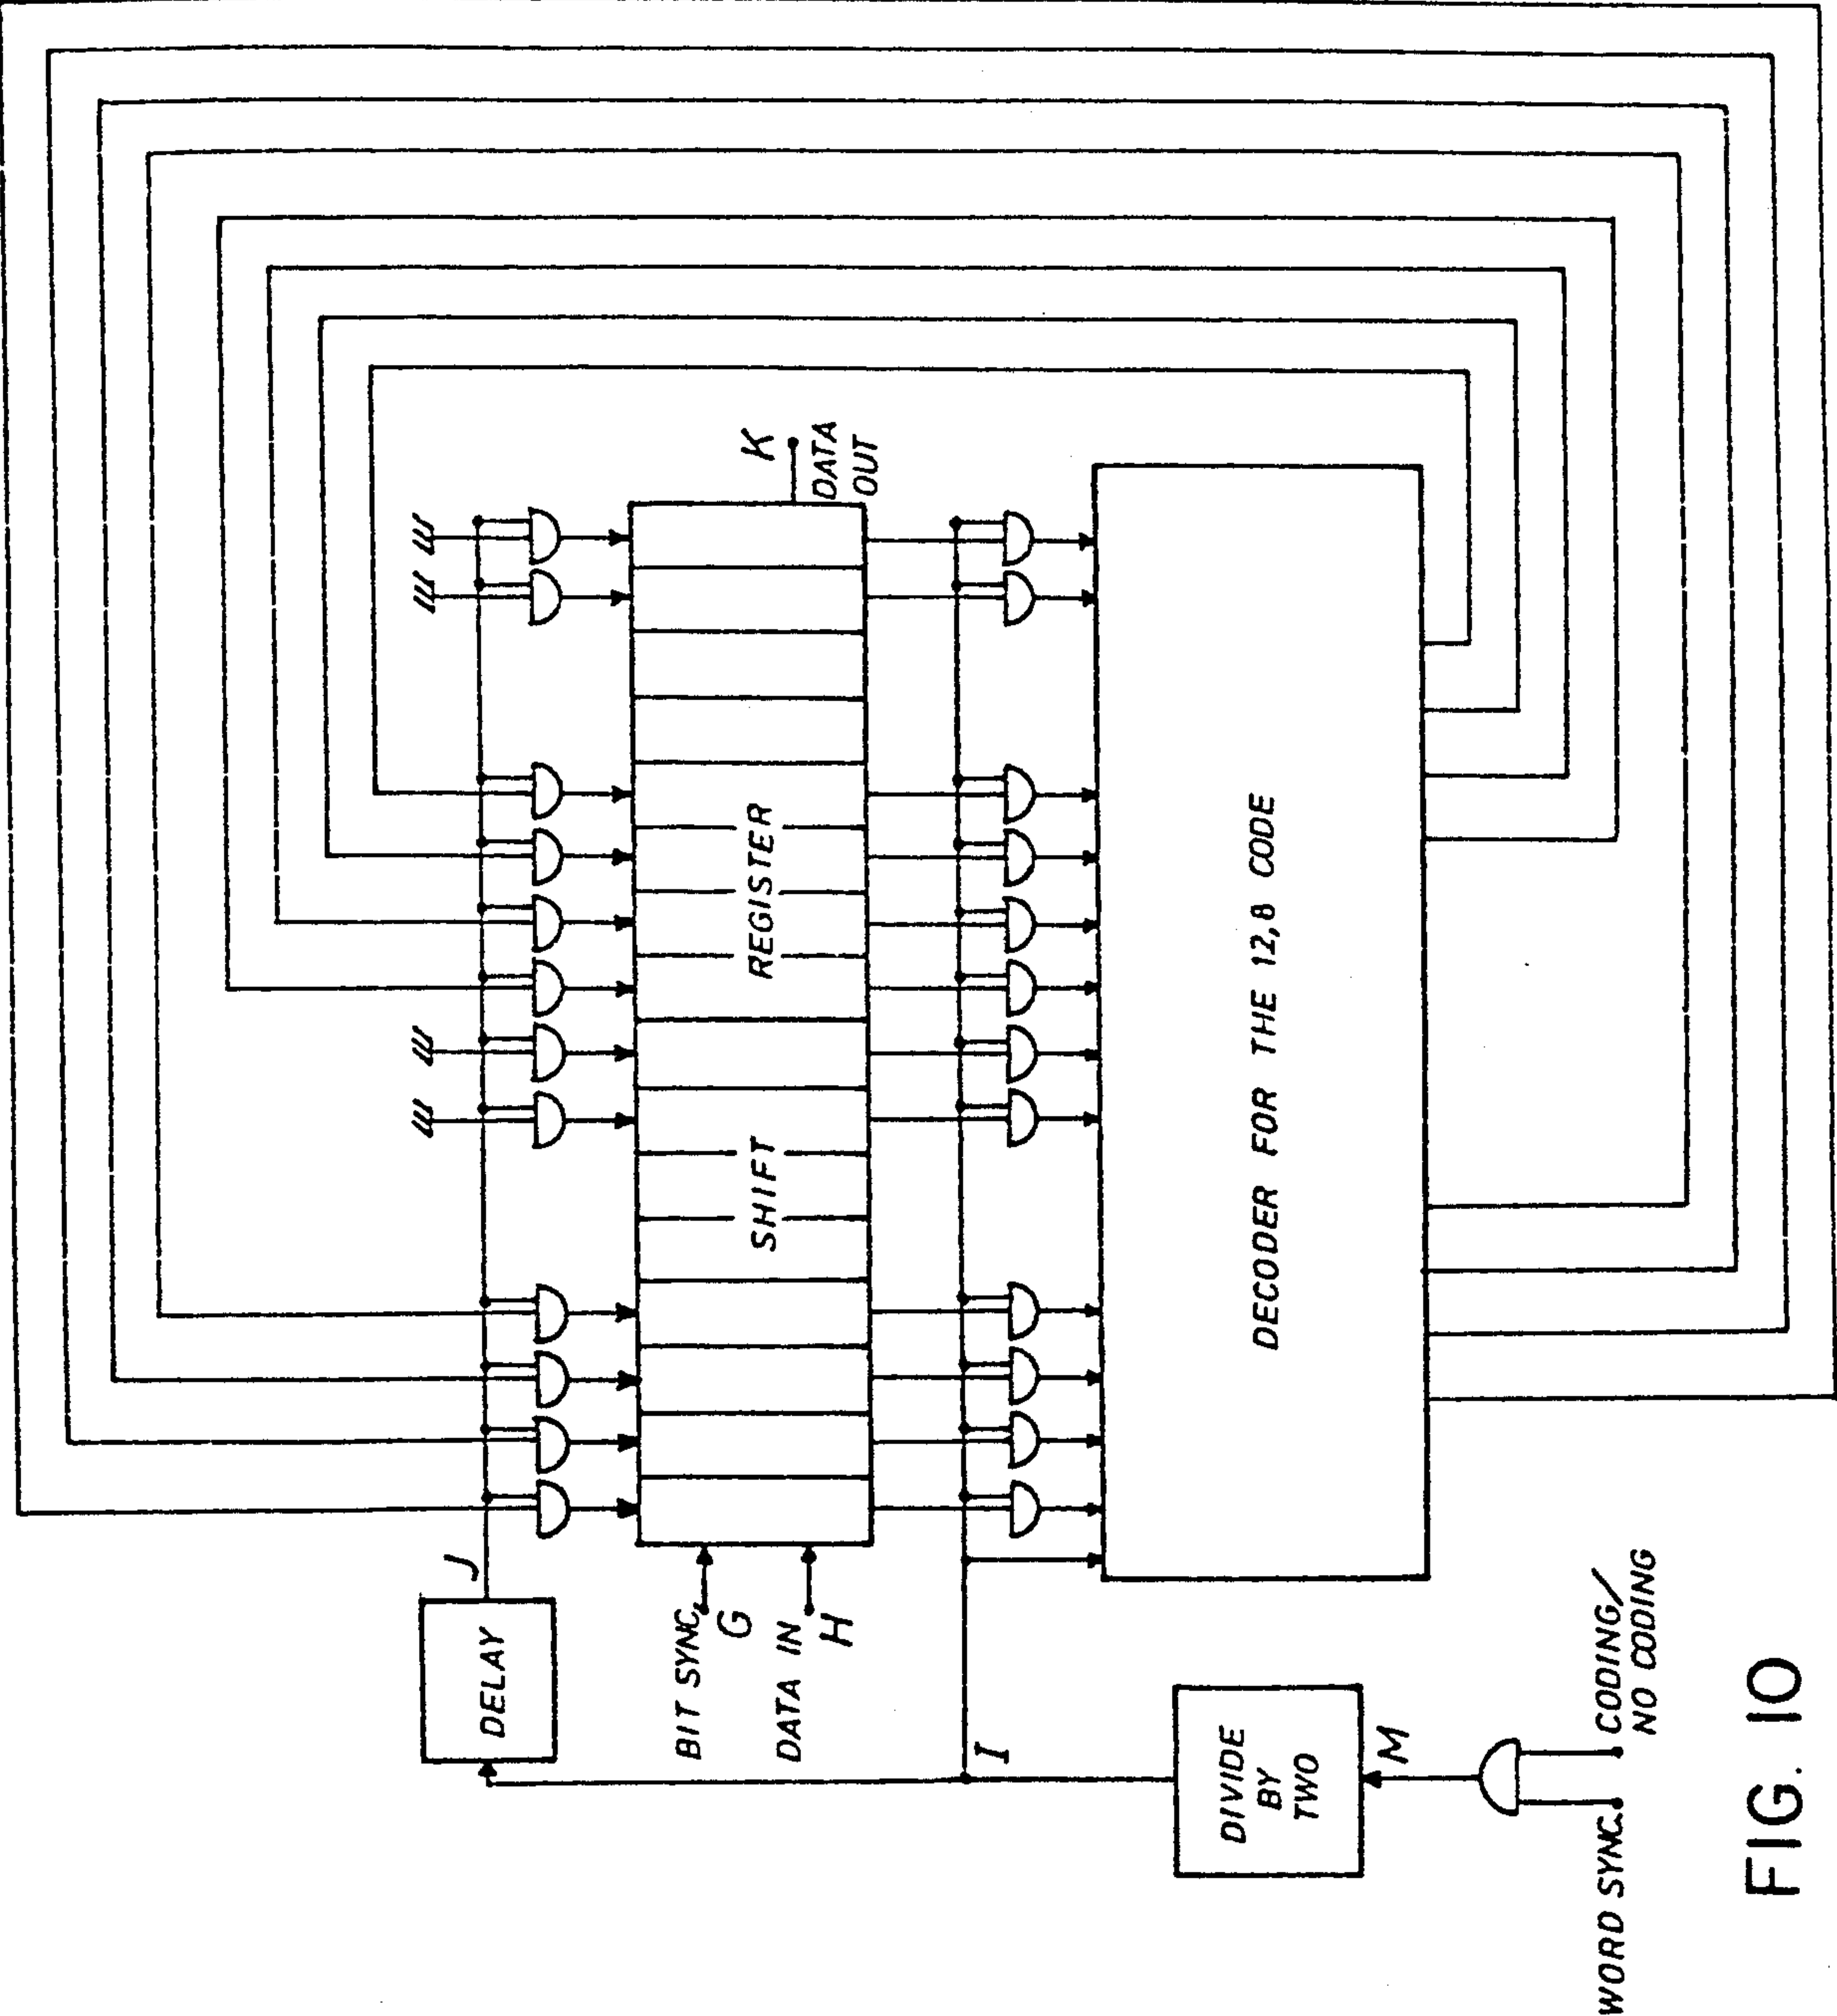 K
DATA
OUT
SHIFT REGISTER
J
DELAY
BIT SYNC.
G
DATA IN
H
DECODER FOR THE 12,8 CODE
I
DIVIDE
BY
TWO
M
WORD SYNC.
CODING/
NO CODING
FIG. 10